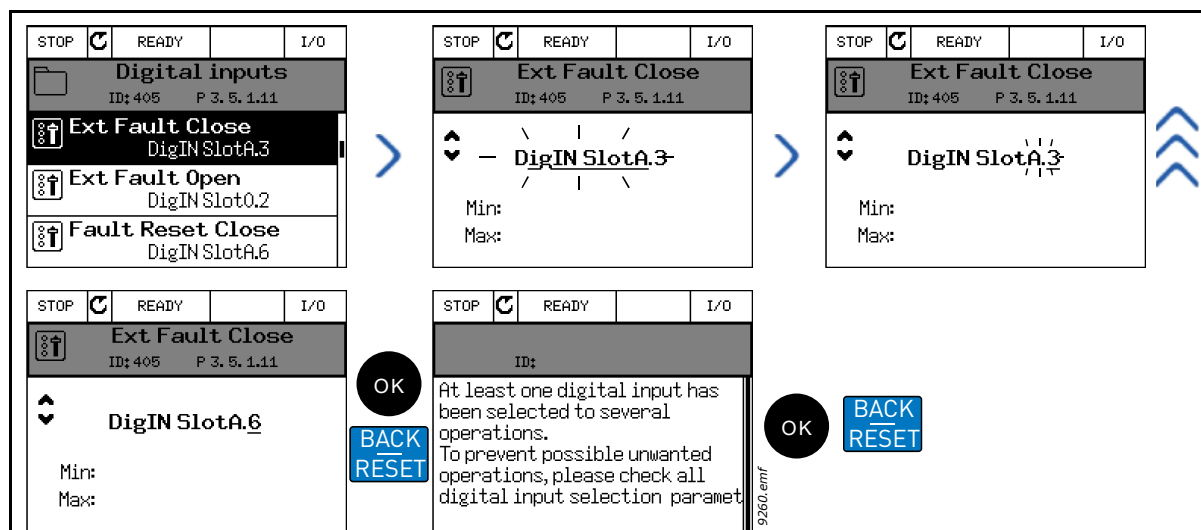 STOP READY I/O
Digital inputs
ID: 405 P 3. 5. 1.11
Ext Fault Close
DigIN SlotA.3
Ext Fault Open
DigIN Slot0.2
Fault Reset Close
DigIN SlotA.6
STOP READY I/O
Ext Fault Close
ID: 405 P 3. 5. 1.11
DigIN SlotA.3
Min:
Max:
STOP READY I/O
Ext Fault Close
ID: 405 P 3. 5. 1.11
DigIN SlotA.3
Min:
Max:
STOP READY I/O
Ext Fault Close
ID: 405 P 3. 5. 1.11
DigIN SlotA.6
Min:
Max:
OK
BACK
RESET
STOP READY I/O
ID:
At least one digital input has
been selected to several
operations.
To prevent possible unwanted
operations, please check all
digital input selection paramet
OK
BACK
RESET
9260.emf